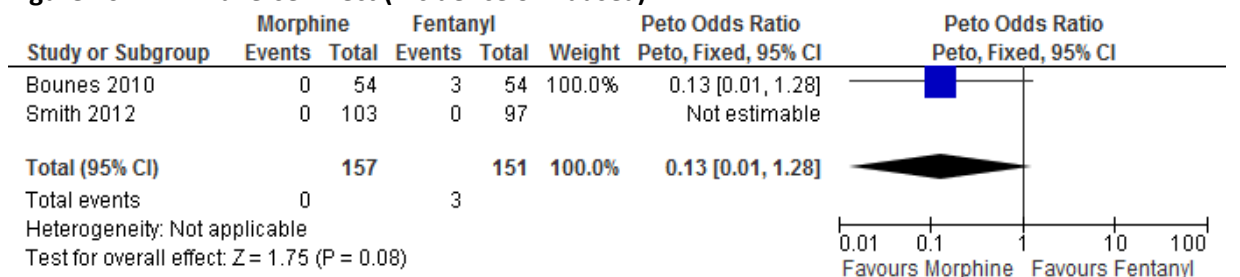 Morphine Fentanyl Peto Odds Ratio Peto Odds Ratio
Study or Subgroup Events Total Events Total Weight Peto, Fixed, 95% CI Peto, Fixed, 95% CI
Bounes 2010 0 54 3 54 100.0% 0.13 [0.01, 1.28]
Smith 2012 0 103 0 97 Not estimable
Total (95% CI) 157 151 100.0% 0.13 [0.01, 1.28]
Total events 0 3
Heterogeneity: Not applicable
Test for overall effect: Z = 1.75 (P = 0.08)
0.01 0.1 1 10 100
Favours Morphine Favours Fentanyl